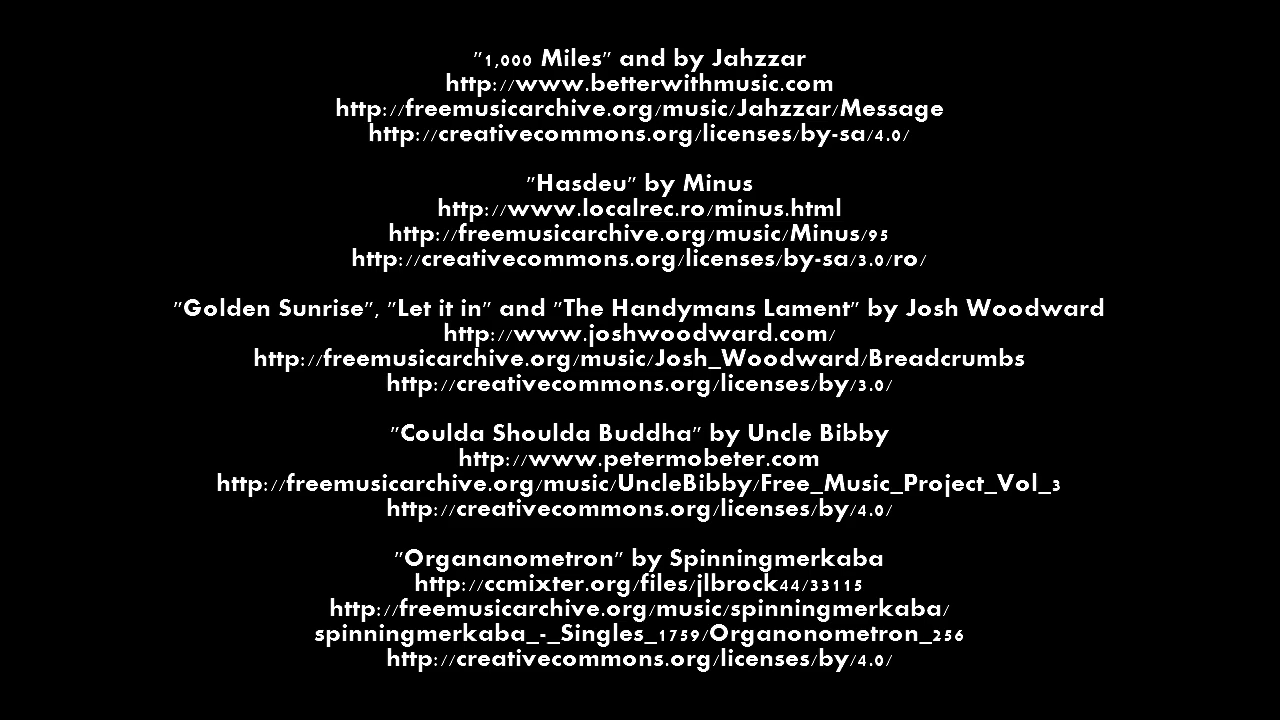 "1,000 Miles" and by Jahzzar
http://www.betterwithmusic.com
http://freemusicarchive.org/music/Jahzzar/Message
http://creativecommons.org/licenses/by-sa/4.0/
"Hasdeu" by Minus
http://www.localrec.ro/minus.html
http://freemusicarchive.org/music/Minus/95
http://creativecommons.org/licenses/by-sa/3.0/ro/
"Golden Sunrise", "Let it in" and "The Handymans Lament" by Josh Woodward
http://www.joshwoodward.com/
http://freemusicarchive.org/music/Josh_Woodward/Breadcrumbs
http://creativecommons.org/licenses/by/3.0/
"Coulda Shoulda Buddha" by Uncle Bibby
http://www.petermobeter.com
http://freemusicarchive.org/music/UncleBibby/Free_Music_Project_Vol_3
http://creativecommons.org/licenses/by/4.0/
"Organanometron" by Spinningmerkaba
http://ccmixter.org/files/jlbrock44/33115
http://freemusicarchive.org/music/spinningmerkaba/
spinningmerkaba_-_Singles_1759/Organonometron_256
http://creativecommons.org/licenses/by/4.0/